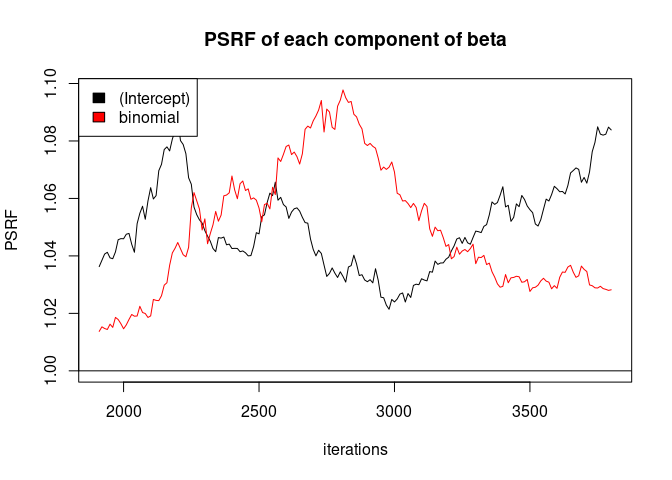 PSRF of each component of beta
(Intercept)
binomial
PSRF
1.10
1.08
1.06
1.04
1.02
1.00
2000 2500 3000 3500
iterations